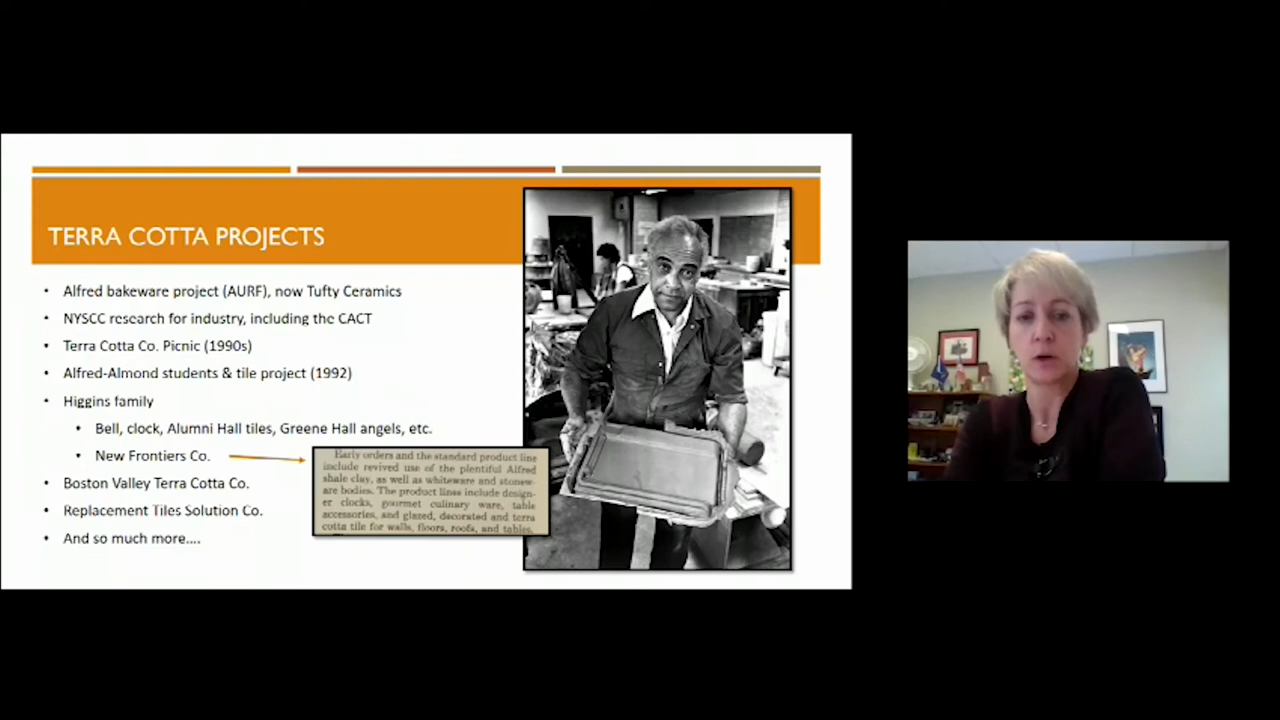 TERRA COTTA PROJECTS
• Alfred bakeware project (AURF), now Tufty Ceramics
• NYSCC research for industry, including the CACT
• Terra Cotta Co. Picnic (1990s)
• Alfred-Almond students & tile project (1992)
• Higgins family
• Bell, clock, Alumni Hall tiles, Greene Hall angels, etc.
• New Frontiers Co.
Early orders and the standard product line
include revived use of the plentiful Alfred
shale clay, as well as whiteware and stonew-
are bodies. The product lines include design-
er clocks, gourmet culinary ware, table
accessories, and glazed, decorated and terra
cotta tile for walls, floors, roofs, and tables.
• Boston Valley Terra Cotta Co.
• Replacement Tiles Solution Co.
• And so much more....